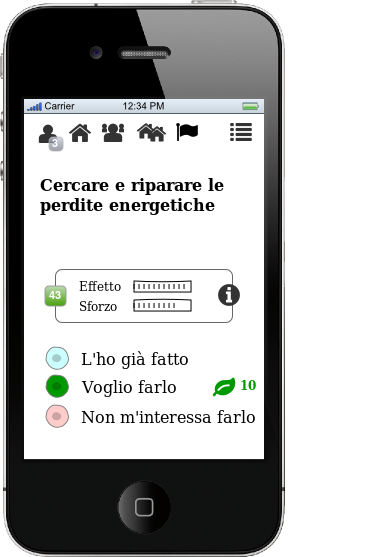 Carrier 12:34 PM
3
Cercare e riparare le
perdite energetiche
43 Effetto
Sforzo
L'ho già fatto
Voglio farlo 10
Non m'interessa farlo